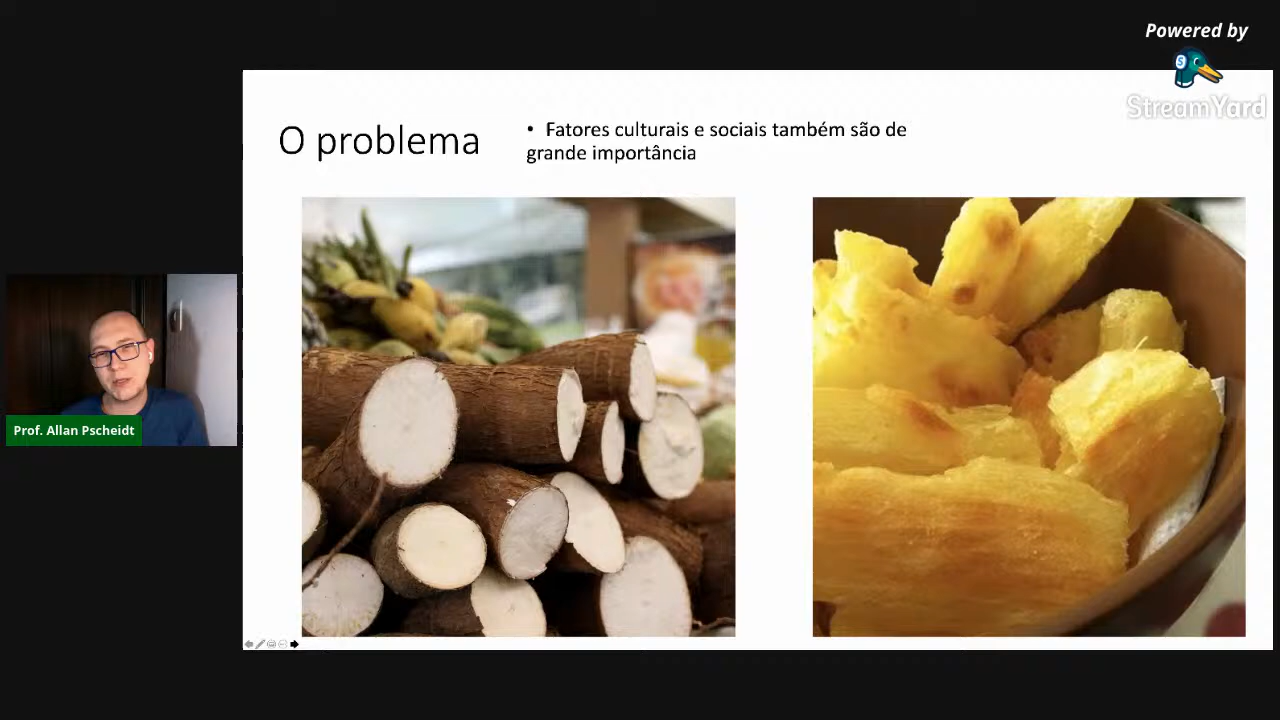 Powered by
StreamYard
O problema
• Fatores culturais e sociais também são de
grande importância
Prof. Allan Pscheidt